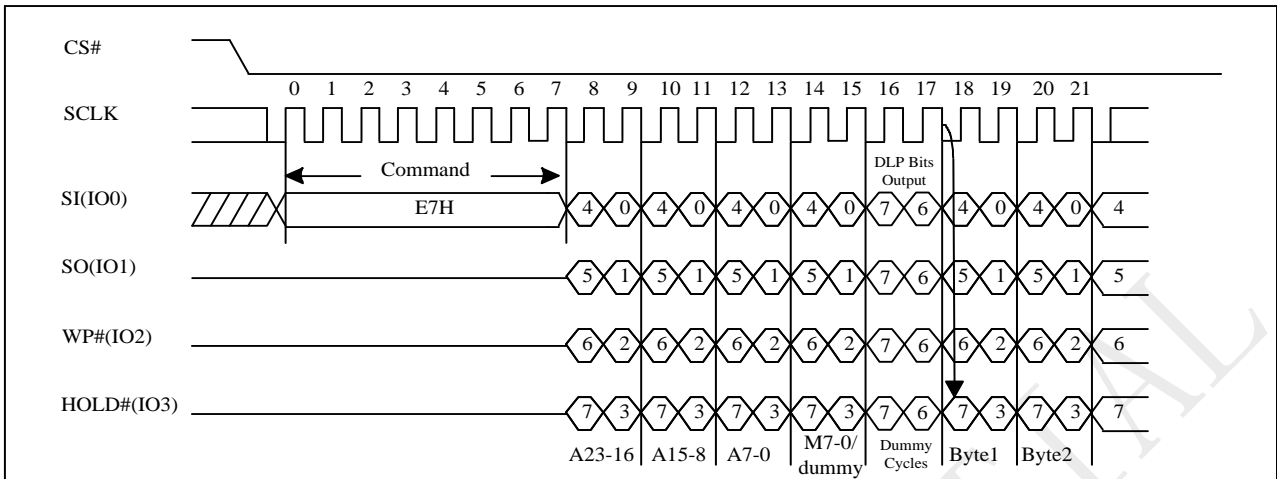 CS#
0 1 2 3 4 5 6 7 8 9 10 11 12 13 14 15 16 17 18 19 20 21
SCLK
Command
DLP Bits
Output
SI(IO0)
E7H
4 0 4 0 4 0 4 0 7 6 4 0 4 0 4
SO(IO1)
5 1 5 1 5 1 5 1 7 6 5 1 5 1 5
WP#(IO2)
6 2 6 2 6 2 6 2 7 6 6 2 6 2 6
HOLD#(IO3)
7 3 7 3 7 3 7 3 7 6 7 3 7 3 7
A23-16 A15-8 A7-0 M7-0/
dummy
Dummy
Cycles
Byte1 Byte2